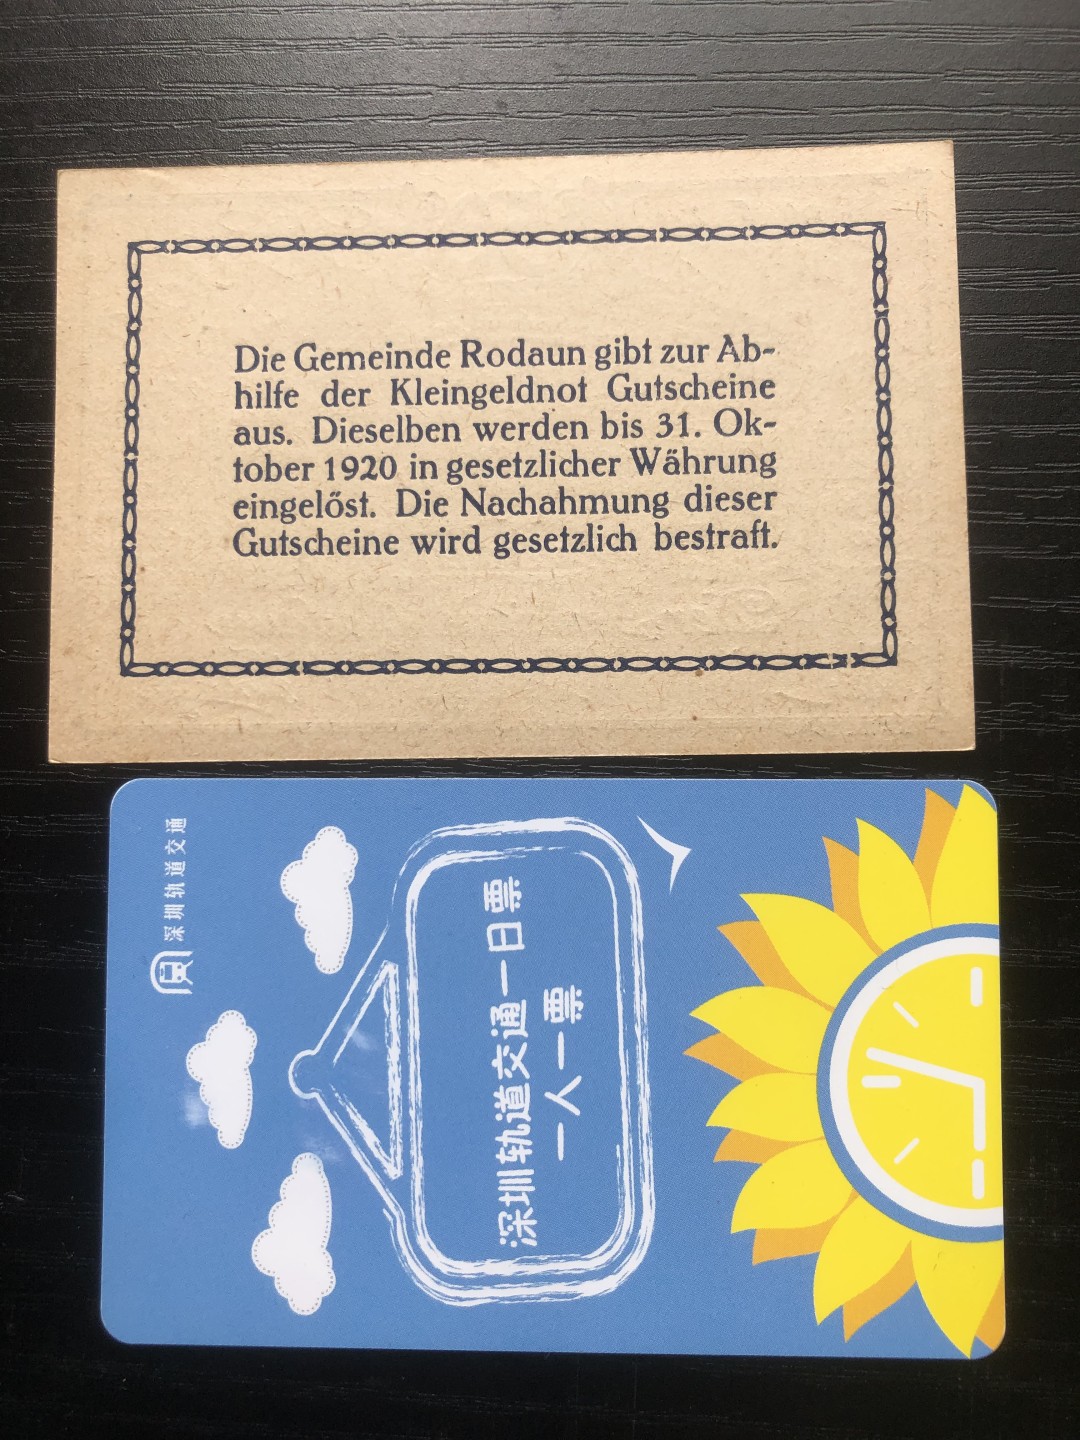 Die Gemeinde Rodaun gibt zur Ab-
hilfe der Kleingeldnot Gutscheine
aus. Dieselben werden bis 31. Ok-
tober 1920 in gesetzlicher Währung
eingelöst. Die Nachahmung dieser
Gutscheine wird gesetzlich bestraft.
深圳轨道交通
深圳轨道交通一日票
一人一票